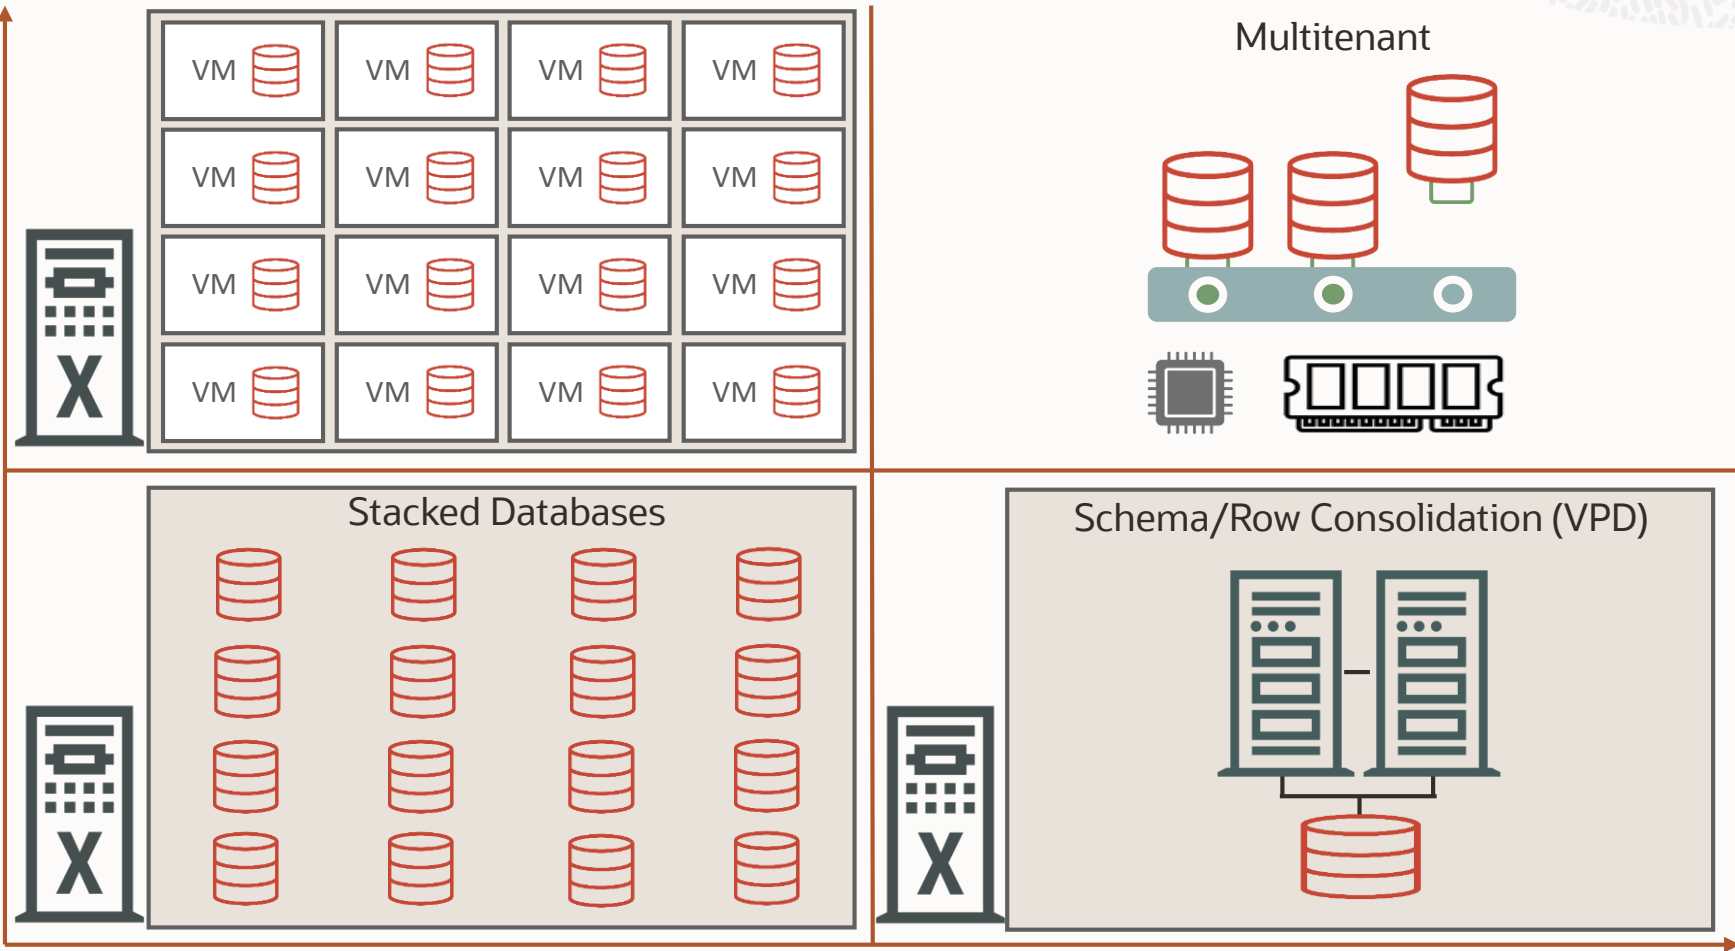 VM VM VM VM
VM VM VM VM
VM VM VM VM
VM VM VM VM
X
Multitenant
Stacked Databases
X
Schema/Row Consolidation (VPD)
X